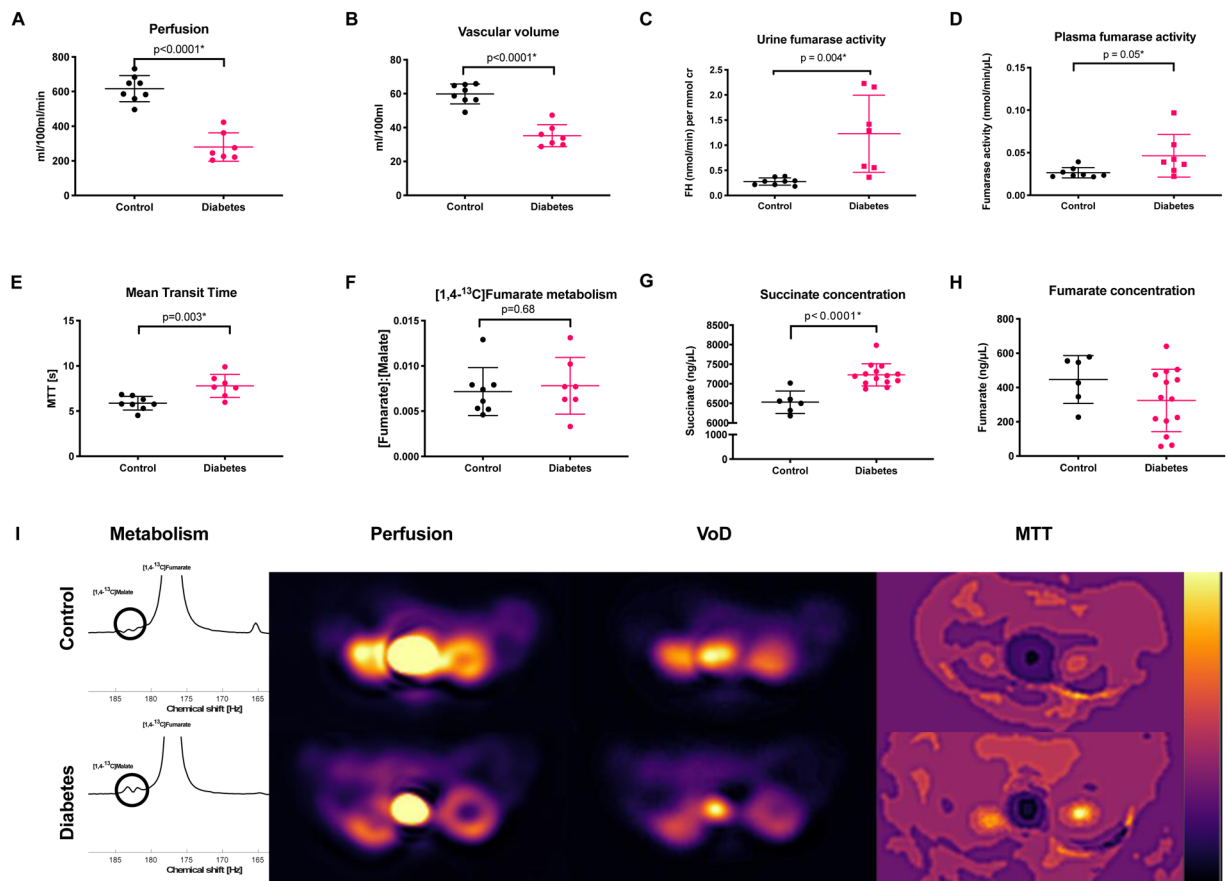 A
Perfusion
p<0.0001*
ml/100ml/min
800
600
400
200
0
Control
Diabetes
B
Vascular volume
p<0.0001*
ml/100ml
60
40
20
0
Control
Diabetes
C
Urine fumarase activity
p = 0.004*
FH (nmol/min) per mmol cr
2.5
2.0
1.5
1.0
0.5
0.0
Control
Diabetes
D
Plasma fumarase activity
p = 0.05*
Fumarase activity (nmol/min/µL)
0.15
0.10
0.05
0.00
Control
Diabetes
E
Mean Transit Time
p=0.003*
MTT [s]
15
10
5
0
Control
Diabetes
F
[1,4-¹³C]Fumarate metabolism
p=0.68
[Fumarate]:[Malate]
0.015
0.010
0.005
0.000
Control
Diabetes
G
Succinate concentration
p< 0.0001*
Succinate (ng/µL)
8500
8000
7500
7000
6500
6000
1000
0
Control
Diabetes
H
Fumarate concentration
Fumarate (ng/µL)
800
600
400
200
0
Control
Diabetes
I
Metabolism
Perfusion
VoD
MTT
Control
[1,4-¹³C]Fumarate
[1,4-¹³C]Malate
185 180 175 170 165
Chemical shift [Hz]
Diabetes
[1,4-¹³C]Fumarate
[1,4-¹³C]Malate
185 180 175 170 165
Chemical shift [Hz]